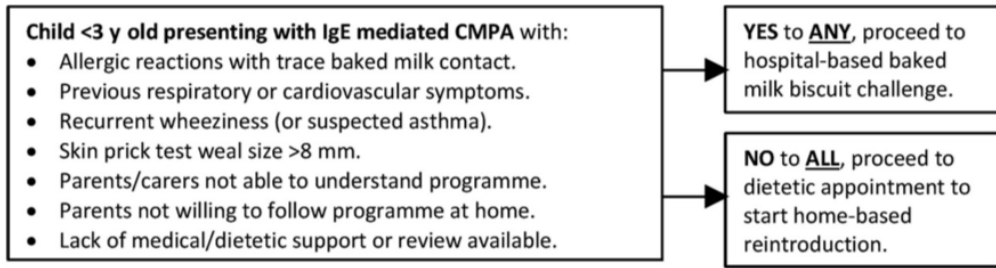 Child <3 y old presenting with IgE mediated CMPA with:
• Allergic reactions with trace baked milk contact.
• Previous respiratory or cardiovascular symptoms.
• Recurrent wheeziness (or suspected asthma).
• Skin prick test weal size >8 mm.
• Parents/carers not able to understand programme.
• Parents not willing to follow programme at home.
• Lack of medical/dietetic support or review available.
YES to ANY, proceed to
hospital-based baked
milk biscuit challenge.
NO to ALL, proceed to
dietetic appointment to
start home-based
reintroduction.